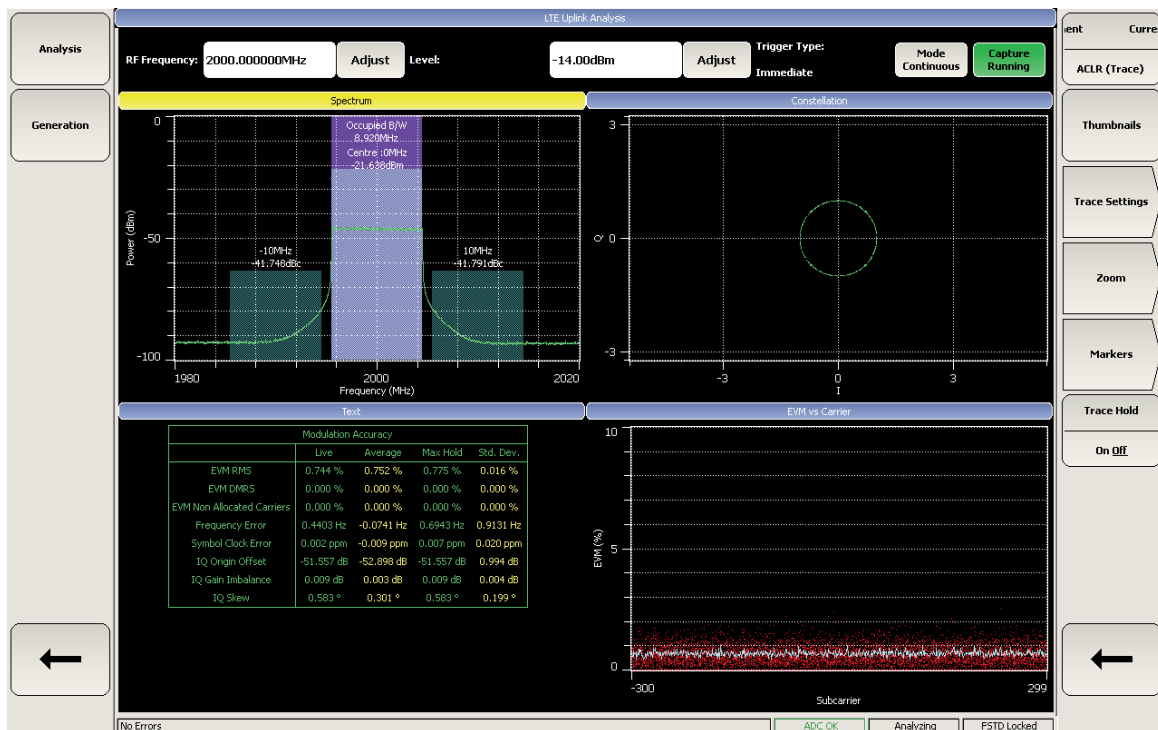 LTE Uplink Analysis
Analysis
Generation
RF Frequency: 2000.000000MHz Adjust Level: -14.00dBm Adjust
Trigger Type:
Immediate
Mode
Continuous
Capture
Running
Spectrum
0
-50
-100
Power (dBm)
Occupied B/W
8.920MHz
Centre :0MHz
-21.638dBm
-10MHz
-41.748dBc
10MHz
-41.791dBc
1980 2000 2020
Frequency (MHz)
Constellation
3
Q 0
-3
-3 0 3
I
Text
Modulation Accuracy
Live Average Max Hold Std. Dev.
EVM RMS 0.744 % 0.752 % 0.775 % 0.016 %
EVM DMRS 0.000 % 0.000 % 0.000 % 0.000 %
EVM Non Allocated Carriers 0.000 % 0.000 % 0.000 % 0.000 %
Frequency Error 0.4403 Hz -0.0741 Hz 0.6943 Hz 0.9131 Hz
Symbol Clock Error 0.002 ppm -0.009 ppm 0.007 ppm 0.020 ppm
IQ Origin Offset -51.557 dB -52.898 dB -51.557 dB 0.994 dB
IQ Gain Imbalance 0.009 dB 0.003 dB 0.009 dB 0.004 dB
IQ Skew 0.583 ° 0.301 ° 0.583 ° 0.199 °
EVM vs Carrier
10
5
0
EVM (%)
-300 299
Subcarrier
ent Curre
ACLR (Trace)
Thumbnails
Trace Settings
Zoom
Markers
Trace Hold
On Off
No Errors ADC OK Analyzing FSTD Locked